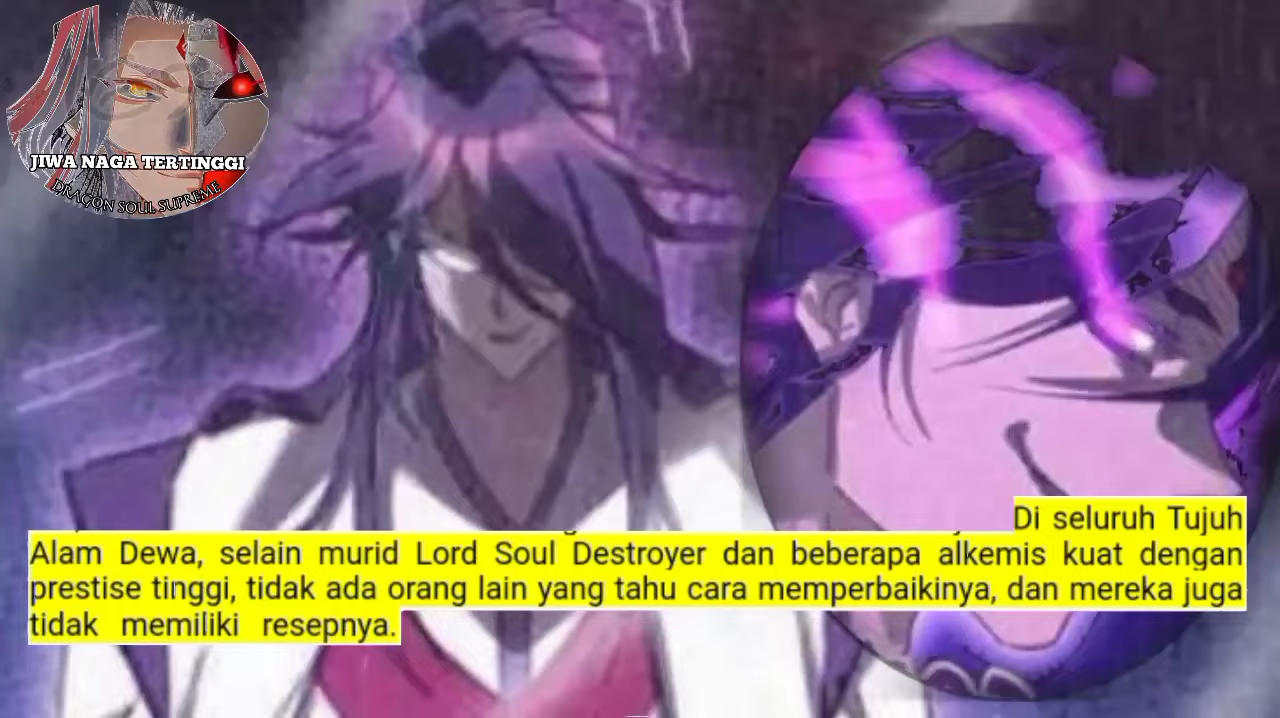 JIWA NAGA TERTINGGI
DRAGON SOUL SUPREME
Di seluruh Tujuh
Alam Dewa, selain murid Lord Soul Destroyer dan beberapa alkemis kuat dengan
prestise tinggi, tidak ada orang lain yang tahu cara memperbaikinya, dan mereka juga
tidak memiliki resepnya.